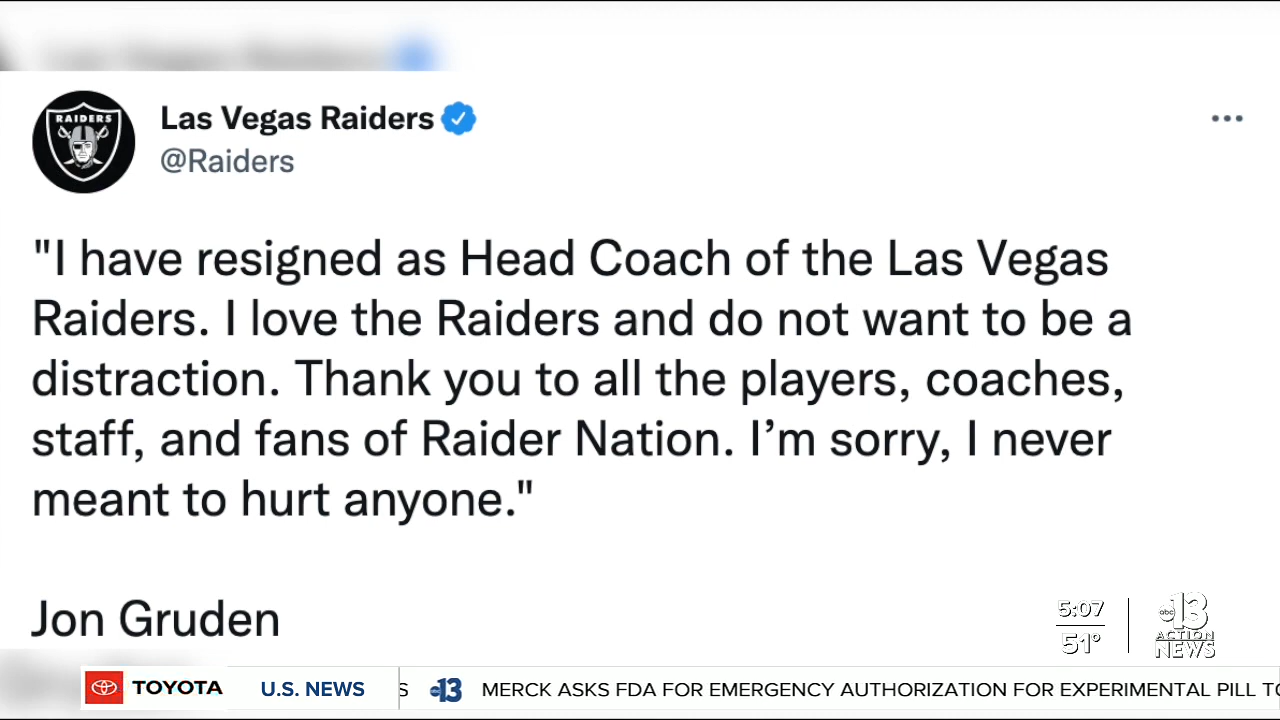 RAIDERS
Las Vegas Raiders
@Raiders
"I have resigned as Head Coach of the Las Vegas
Raiders. I love the Raiders and do not want to be a
distraction. Thank you to all the players, coaches,
staff, and fans of Raider Nation. I’m sorry, I never
meant to hurt anyone."
Jon Gruden
5:07
51°
abc 13
ACTION
NEWS
TOYOTA U.S. NEWS S 13 MERCK ASKS FDA FOR EMERGENCY AUTHORIZATION FOR EXPERIMENTAL PILL TO